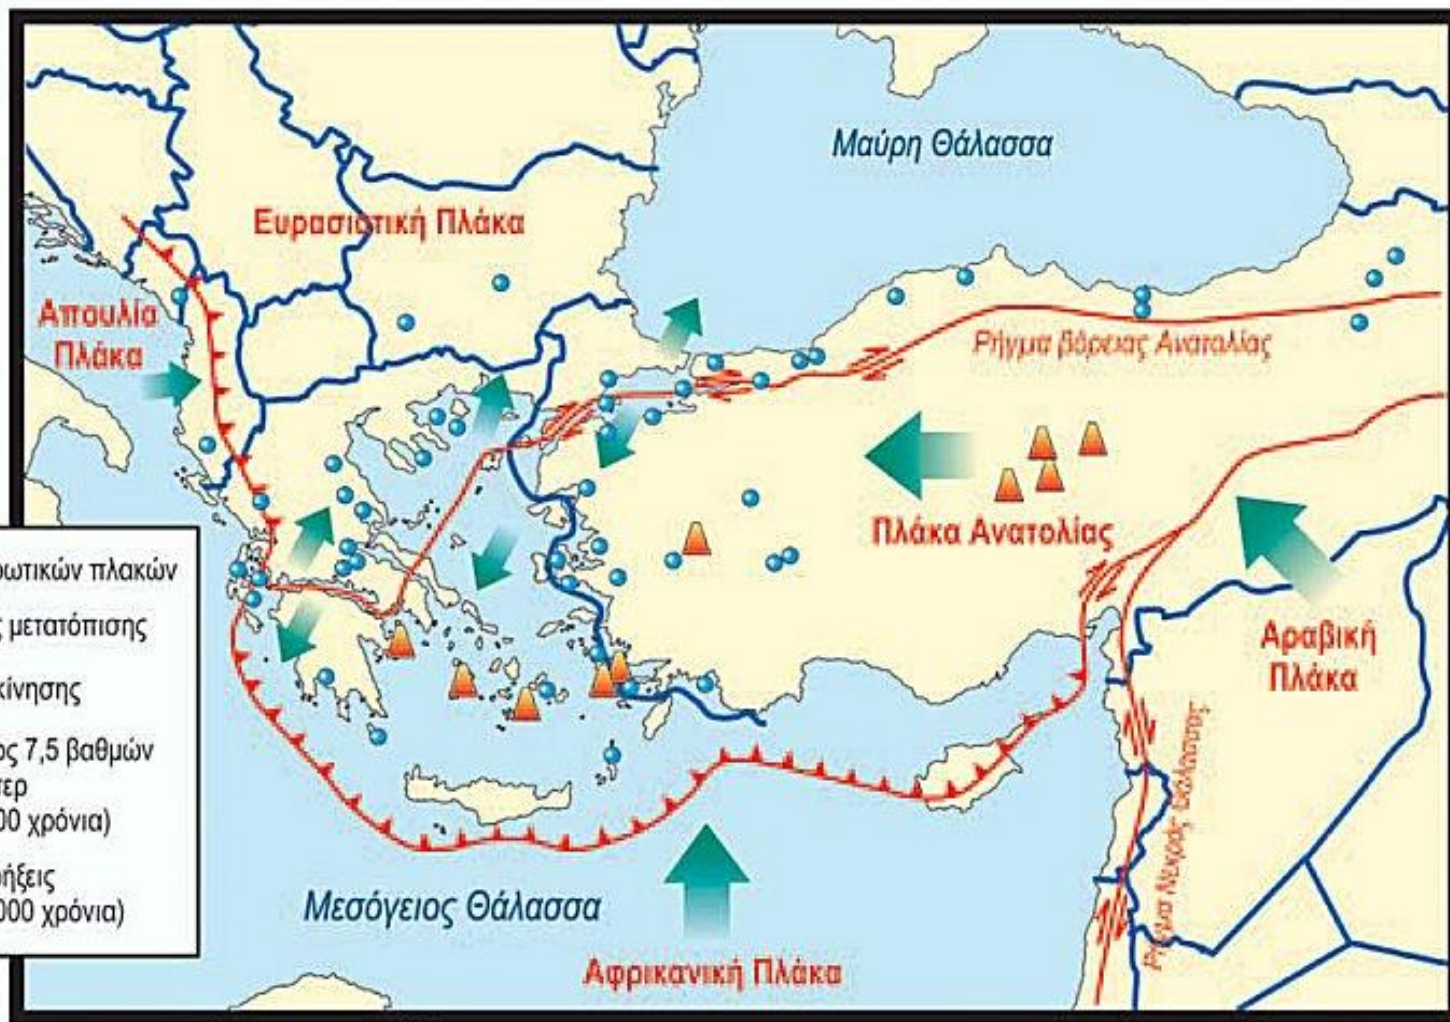 Μαύρη Θάλασσα
Ευρασιατική Πλάκα
Απουλία
Πλάκα
Ρήγμα βόρειας Ανατολίας
Πλάκα Ανατολίας
Αραβική
Πλάκα
ρωτικών πλακών
ς μετατόπισης
κίνησης
ος 7,5 βαθμών
τερ
00 χρόνια)
ρήξεις
000 χρόνια)
Ρήγμα Νεκράς Θάλασσας
Μεσόγειος Θάλασσα
Αφρικανική Πλάκα